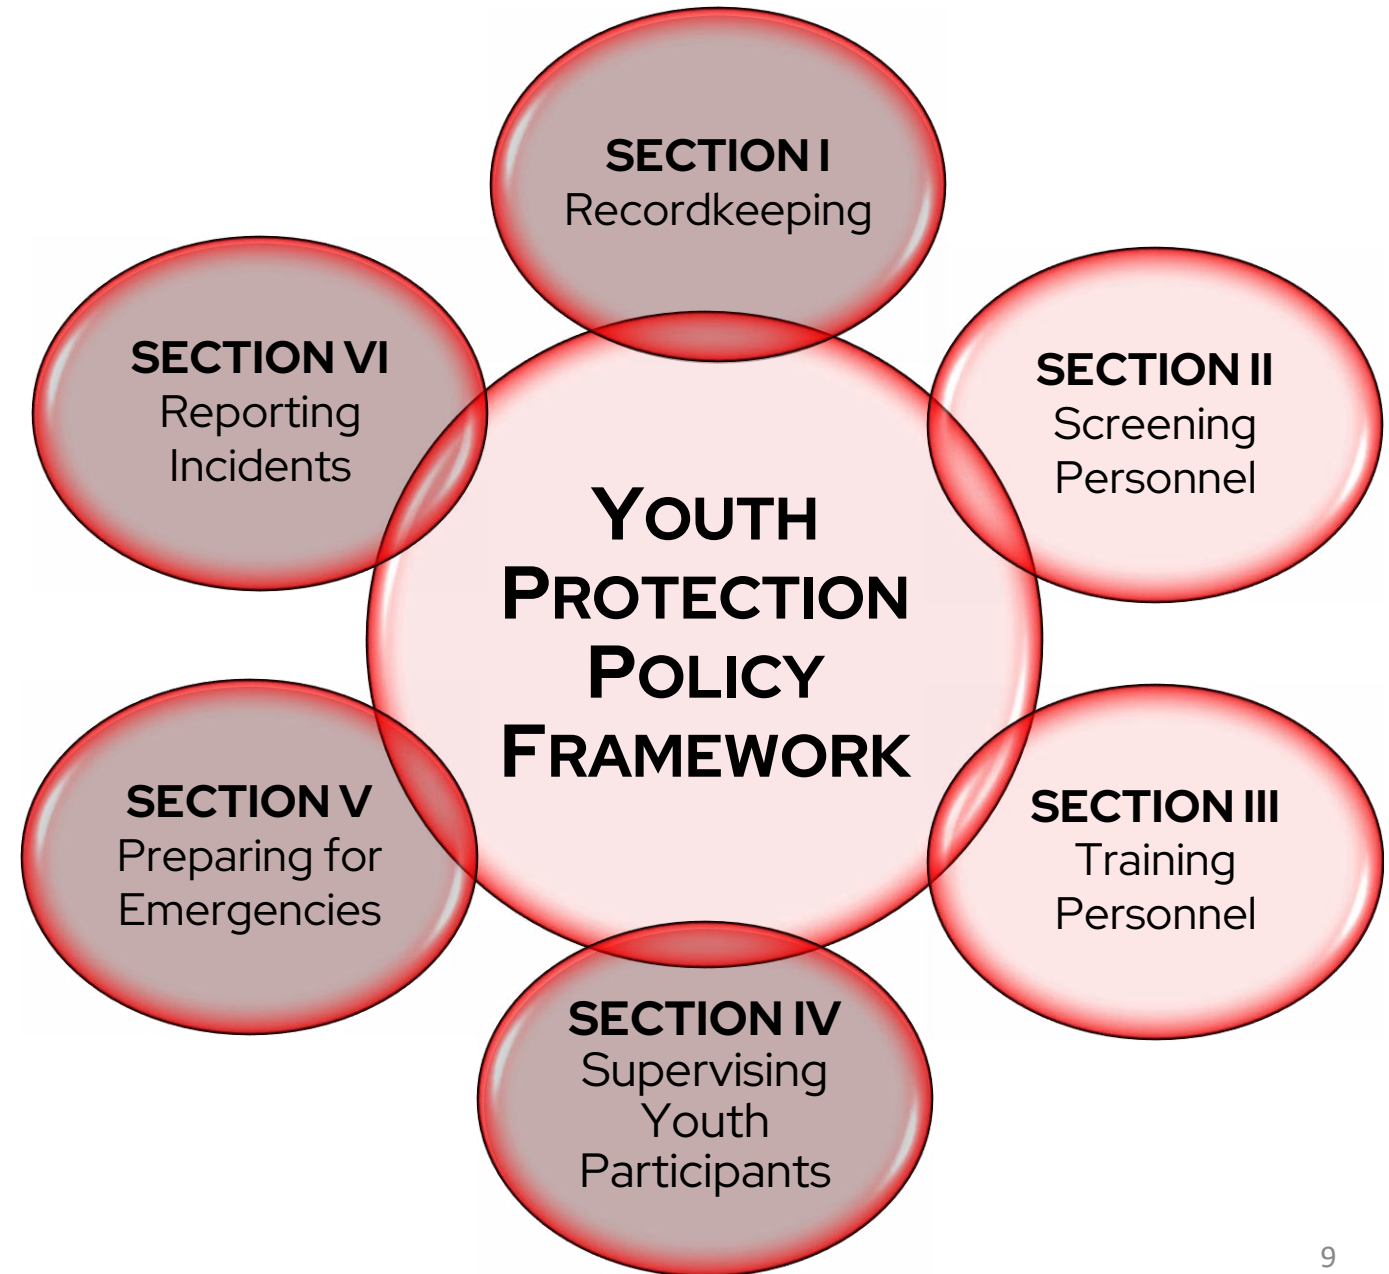 SECTION I
Recordkeeping
SECTION II
Screening
Personnel
SECTION III
Training
Personnel
SECTION IV
Supervising
Youth
Participants
SECTION V
Preparing for
Emergencies
SECTION VI
Reporting
Incidents
YOUTH
PROTECTION
POLICY
FRAMEWORK
9